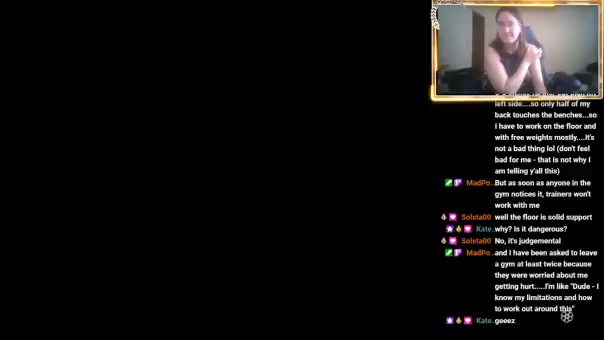 left side....so only half of my
back touches the benches...so
I have to work on the floor and
with free weights mostly....it's
not a bad thing lol (don't feel
bad for me - that is not why I
am telling y'all this)
MadPo.. But as soon as anyone in the
gym notices it, trainers won't
work with me
Solsta00 well the floor is solid support
Kate.. why? Is it dangerous?
Solsta00 No, it's judgemental
MadPo.. and I have been asked to leave
a gym at least twice because
they were worried about me
getting hurt.....I'm like "Dude - I
know my limitations and how
to work out around this"
Kate.. geeez